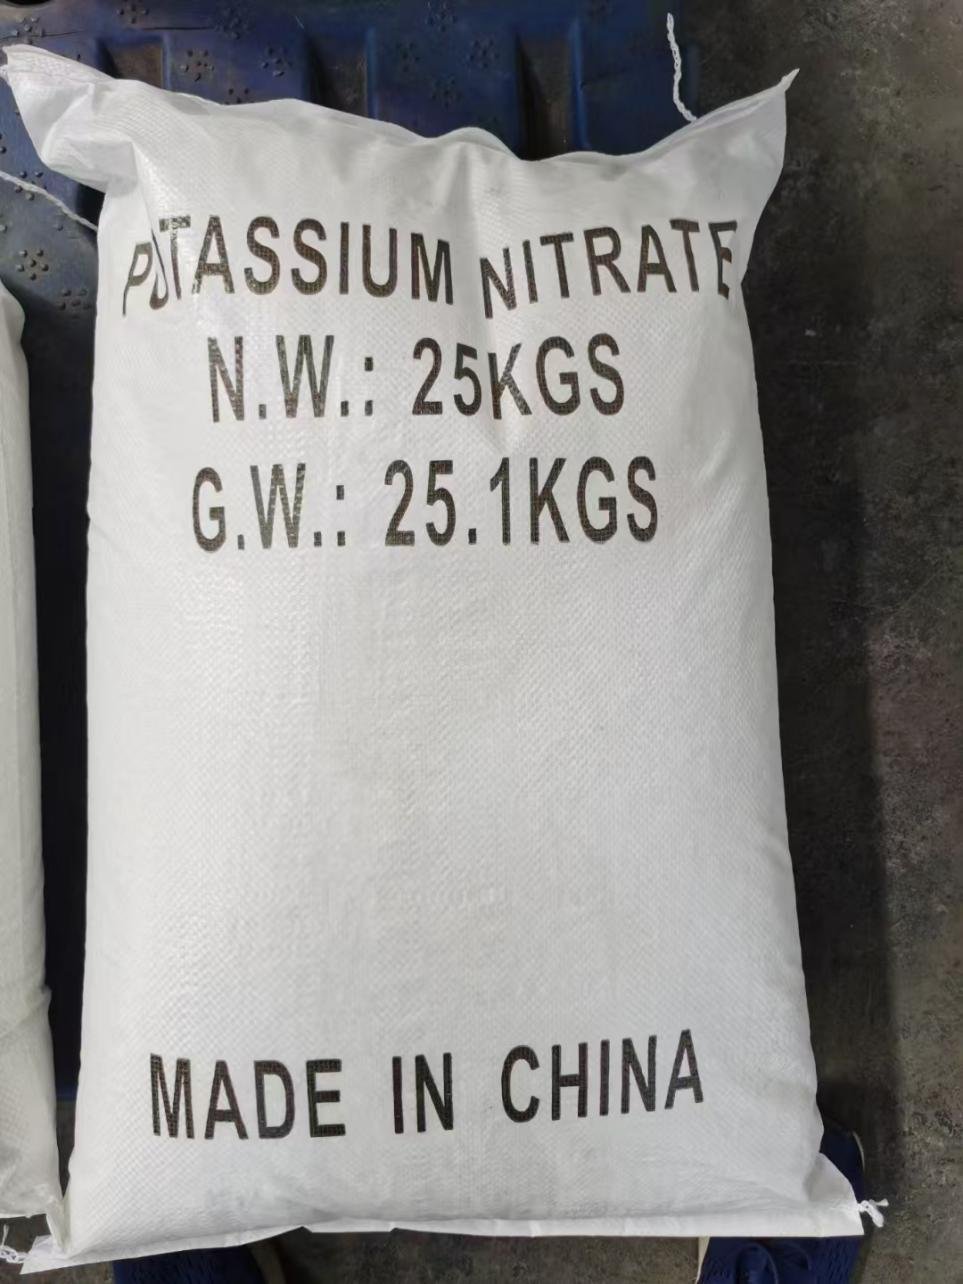 POTASSIUM NITRATE
N.W.: 25KGS
G.W.: 25.1KGS
MADE IN CHINA